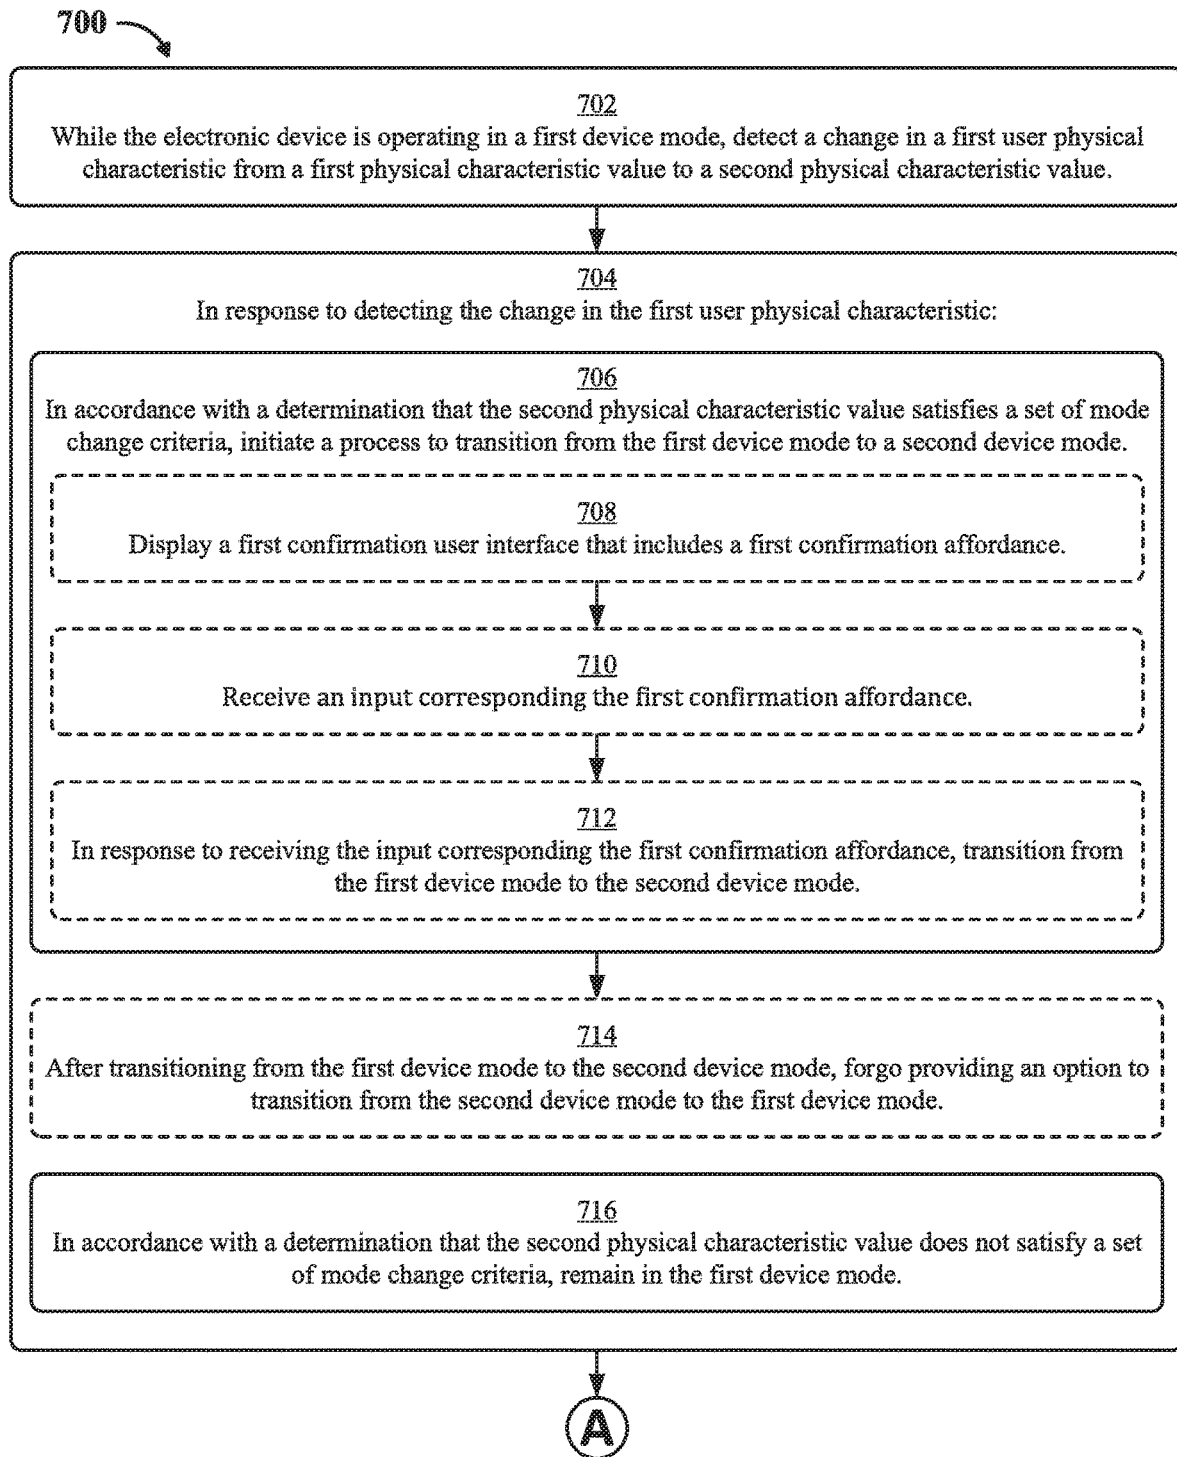 700
702
While the electronic device is operating in a first device mode, detect a change in a first user physical
characteristic from a first physical characteristic value to a second physical characteristic value.
704
In response to detecting the change in the first user physical characteristic:
706
In accordance with a determination that the second physical characteristic value satisfies a set of mode
change criteria, initiate a process to transition from the first device mode to a second device mode.
708
Display a first confirmation user interface that includes a first confirmation affordance.
710
Receive an input corresponding the first confirmation affordance.
712
In response to receiving the input corresponding the first confirmation affordance, transition from
the first device mode to the second device mode.
714
After transitioning from the first device mode to the second device mode, forgo providing an option to
transition from the second device mode to the first device mode.
716
In accordance with a determination that the second physical characteristic value does not satisfy a set
of mode change criteria, remain in the first device mode.
A